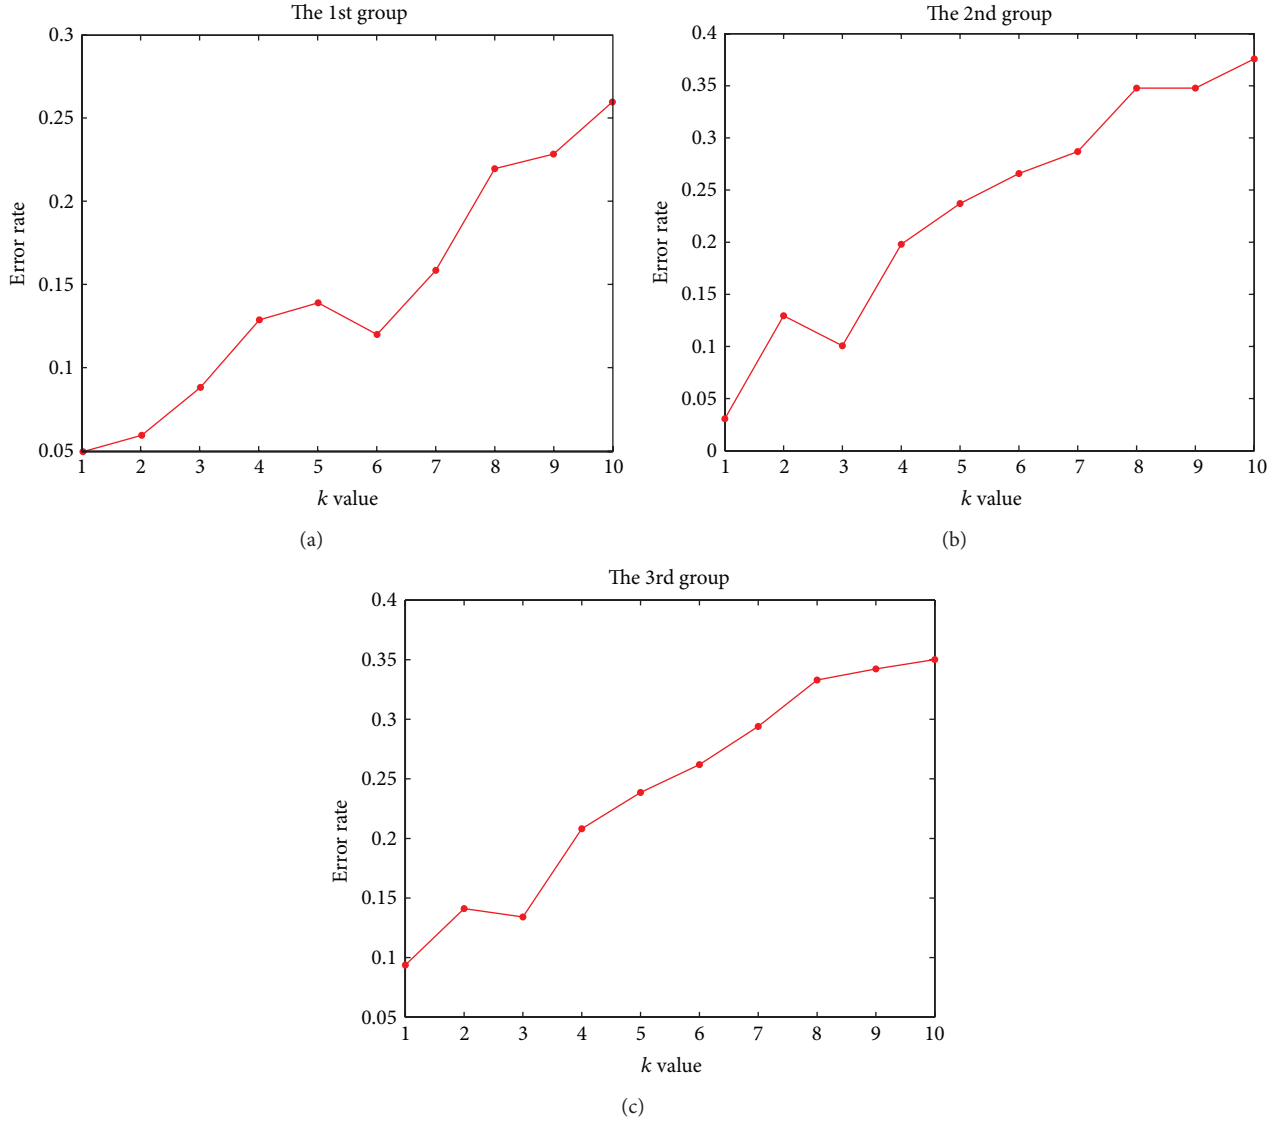 The 1st group
0.3
0.25
0.2
0.15
0.1
0.05
Error rate
1 2 3 4 5 6 7 8 9 10
k value
(a)
The 2nd group
0.4
0.35
0.3
0.25
0.2
0.15
0.1
0.05
0
Error rate
1 2 3 4 5 6 7 8 9 10
k value
(b)
The 3rd group
0.4
0.35
0.3
0.25
0.2
0.15
0.1
0.05
Error rate
1 2 3 4 5 6 7 8 9 10
k value
(c)